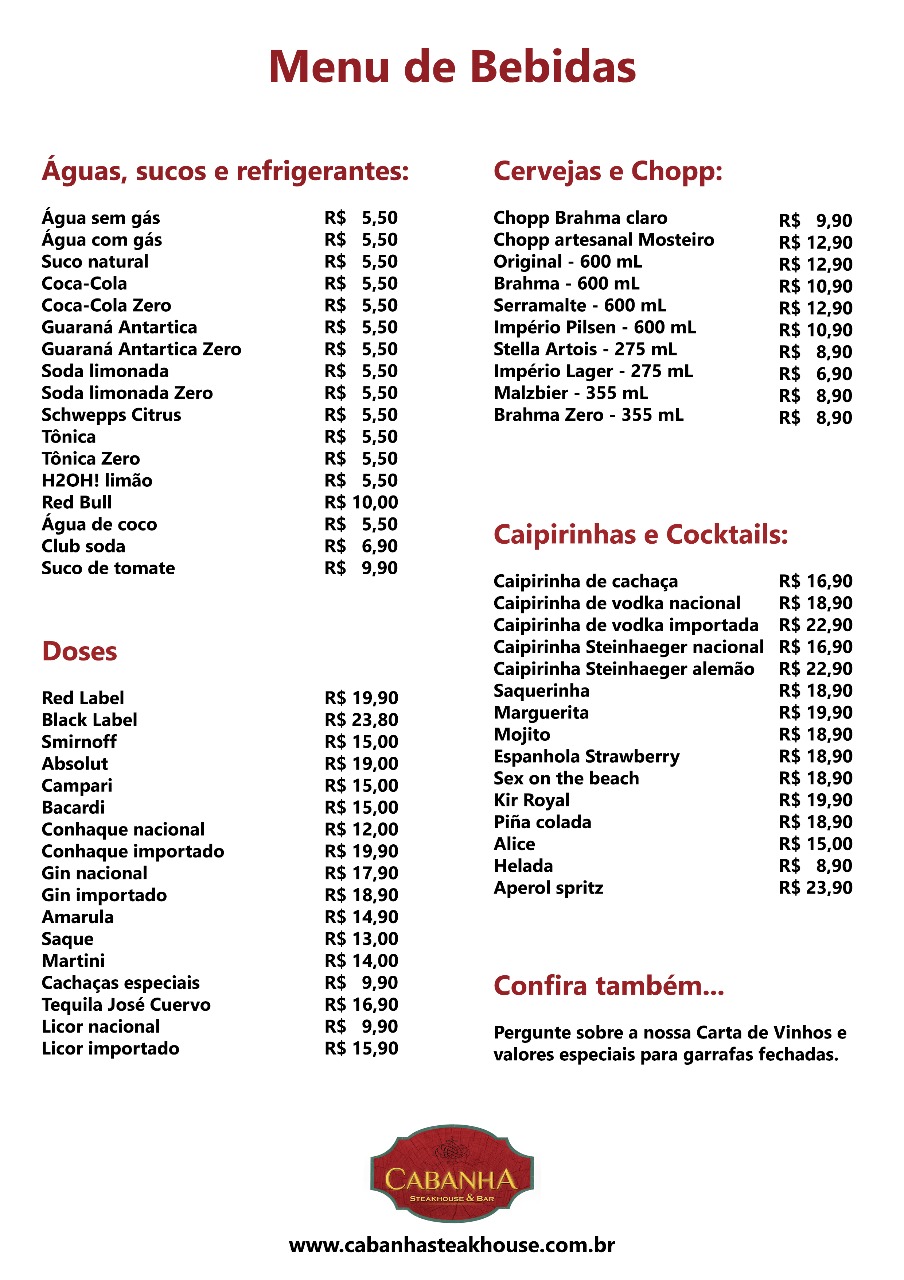 Menu de Bebidas
Águas, sucos e refrigerantes:
Água sem gás R$ 5,50
Água com gás R$ 5,50
Suco natural R$ 5,50
Coca-Cola R$ 5,50
Coca-Cola Zero R$ 5,50
Guaraná Antartica R$ 5,50
Guaraná Antartica Zero R$ 5,50
Soda limonada R$ 5,50
Soda limonada Zero R$ 5,50
Schwepps Citrus R$ 5,50
Tônica R$ 5,50
Tônica Zero R$ 5,50
H2OH! limão R$ 5,50
Red Bull R$ 10,00
Água de coco R$ 5,50
Club soda R$ 6,90
Suco de tomate R$ 9,90
Doses
Red Label R$ 19,90
Black Label R$ 23,80
Smirnoff R$ 15,00
Absolut R$ 19,00
Campari R$ 15,00
Bacardi R$ 15,00
Conhaque nacional R$ 12,00
Conhaque importado R$ 19,90
Gin nacional R$ 17,90
Gin importado R$ 18,90
Amarula R$ 14,90
Saque R$ 13,00
Martini R$ 14,00
Cachaças especiais R$ 9,90
Tequila José Cuervo R$ 16,90
Licor nacional R$ 9,90
Licor importado R$ 15,90
Cervejas e Chopp:
Chopp Brahma claro R$ 9,90
Chopp artesanal Mosteiro R$ 12,90
Original - 600 mL R$ 12,90
Brahma - 600 mL R$ 10,90
Serramalte - 600 mL R$ 12,90
Império Pilsen - 600 mL R$ 10,90
Stella Artois - 275 mL R$ 8,90
Império Lager - 275 mL R$ 6,90
Malzbier - 355 mL R$ 8,90
Brahma Zero - 355 mL R$ 8,90
Caipirinhas e Cocktails:
Caipirinha de cachaça R$ 16,90
Caipirinha de vodka nacional R$ 18,90
Caipirinha de vodka importada R$ 22,90
Caipirinha Steinhaeger nacional R$ 16,90
Caipirinha Steinhaeger alemão R$ 22,90
Saquerinha R$ 18,90
Marguerita R$ 19,90
Mojito R$ 18,90
Espanhola Strawberry R$ 18,90
Sex on the beach R$ 18,90
Kir Royal R$ 19,90
Piña colada R$ 18,90
Alice R$ 15,00
Helada R$ 8,90
Aperol spritz R$ 23,90
Confira também...
Pergunte sobre a nossa Carta de Vinhos e
valores especiais para garrafas fechadas.
CABANHA
STEAKHOUSE & BAR
www.cabanhasteakhouse.com.br